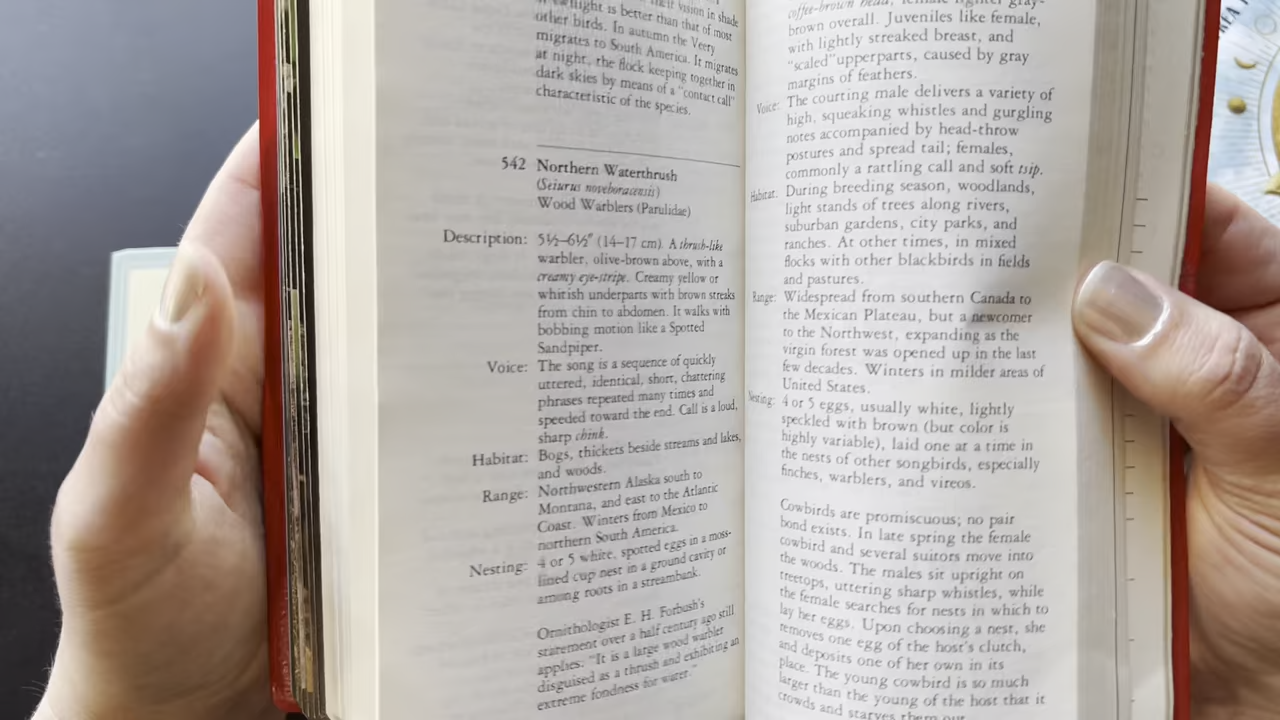 their vision in shade
or twilight is better than that of most
other birds. In autumn the Veery
migrates to South America. It migrates
at night, the flock keeping together in
dark skies by means of a "contact call"
characteristic of the species.
542 Northern Waterthrush
(Seiurus noveboracensis)
Wood Warblers (Parulidae)
Description: 5½–6½" (14–17 cm). A thrush-like
warbler, olive-brown above, with a
creamy eye-stripe. Creamy yellow or
whitish underparts with brown streaks
from chin to abdomen. It walks with
bobbing motion like a Spotted
Sandpiper.
Voice: The song is a sequence of quickly
uttered, identical, short, chattering
phrases repeated many times and
speeded toward the end. Call is a loud,
sharp chink.
Habitat: Bogs, thickets beside streams and lakes,
and woods.
Range: Northwestern Alaska south to
Montana, and east to the Atlantic
Coast. Winters from Mexico to
northern South America.
Nesting: 4 or 5 white, spotted eggs in a moss-
lined cup nest in a ground cavity or
among roots in a streambank.
Ornithologist E. H. Forbush's
statement over a half century ago still
applies: "It is a large wood warbler
disguised as a thrush and exhibiting an
extreme fondness for water."
coffee-brown head; female lighter gray-
brown overall. Juveniles like female,
with lightly streaked breast, and
"scaled" upperparts, caused by gray
margins of feathers.
Voice: The courting male delivers a variety of
high, squeaking whistles and gurgling
notes accompanied by head-throw
postures and spread tail; females,
commonly a rattling call and soft tsip.
Habitat: During breeding season, woodlands,
light stands of trees along rivers,
suburban gardens, city parks, and
ranches. At other times, in mixed
flocks with other blackbirds in fields
and pastures.
Range: Widespread from southern Canada to
the Mexican Plateau, but a newcomer
to the Northwest, expanding as the
virgin forest was opened up in the last
few decades. Winters in milder areas of
United States.
Nesting: 4 or 5 eggs, usually white, lightly
speckled with brown (but color is
highly variable), laid one at a time in
the nests of other songbirds, especially
finches, warblers, and vireos.
Cowbirds are promiscuous; no pair
bond exists. In late spring the female
cowbird and several suitors move into
the woods. The males sit upright on
treetops, uttering sharp whistles, while
the female searches for nests in which to
lay her eggs. Upon choosing a nest, she
removes one egg of the host's clutch,
and deposits one of her own in its
place. The young cowbird is so much
larger than the young of the host that it
crowds and starves them out.